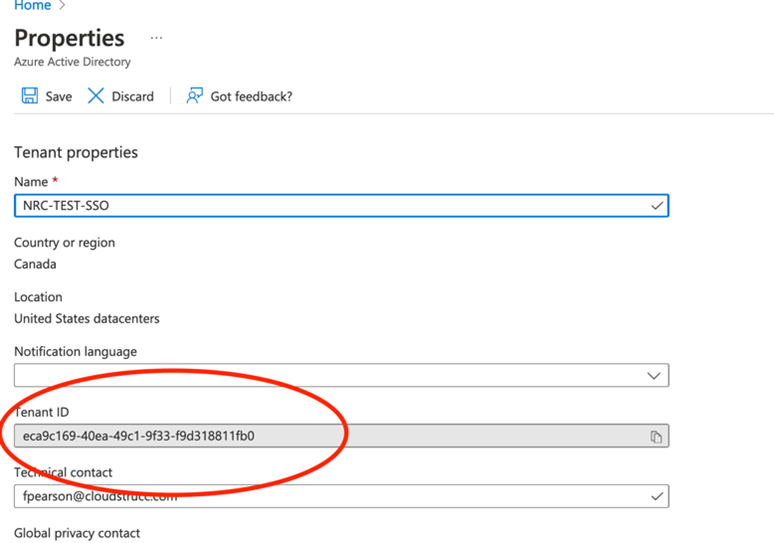 Home >
Properties ...
Azure Active Directory
Save Discard Got feedback?
Tenant properties
Name *
NRC-TEST-SSO
Country or region
Canada
Location
United States datacenters
Notification language
Tenant ID
eca9c169-40ea-49c1-9f33-f9d318811fb0
Technical contact
fpearson@cloudstrucc.com
Global privacy contact